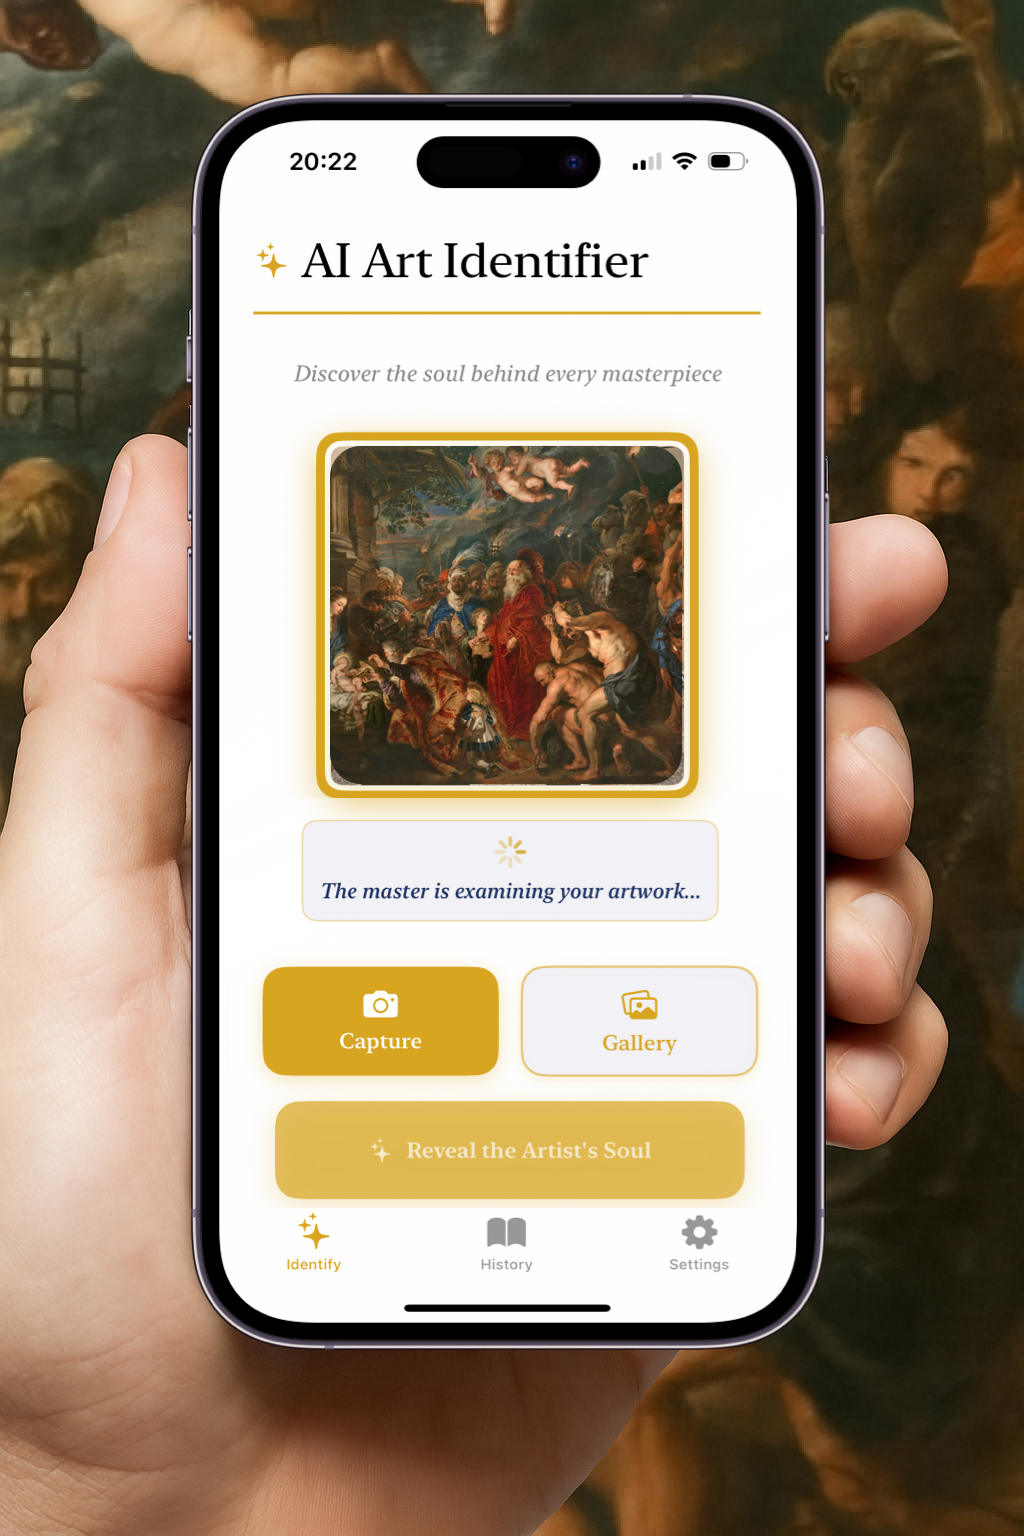 20:22
AI Art Identifier
Discover the soul behind every masterpiece
The master is examining your artwork...
Capture
Gallery
Reveal the Artist's Soul
Identify
History
Settings